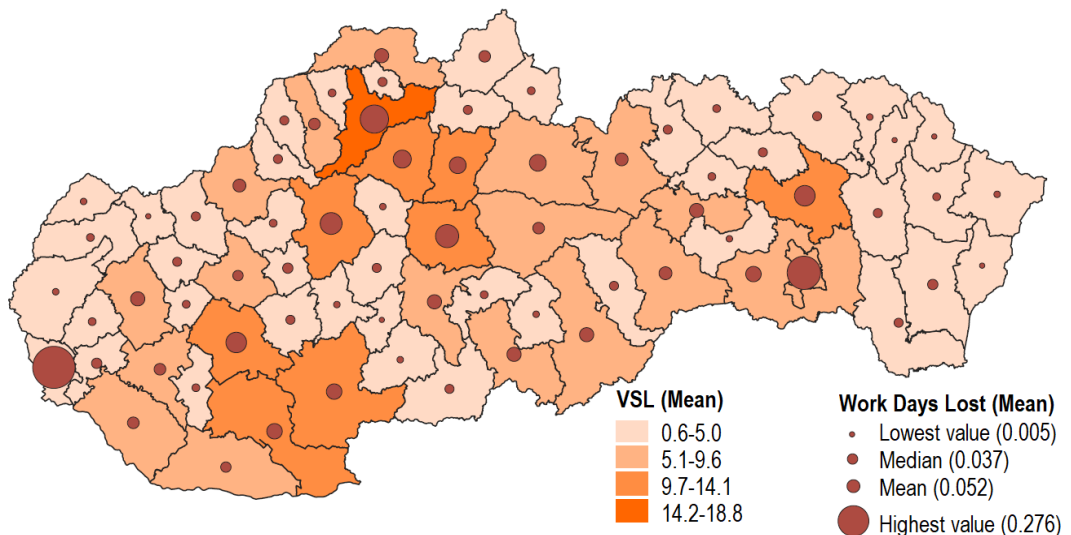 VSL (Mean)
0.6-5.0
5.1-9.6
9.7-14.1
14.2-18.8
Work Days Lost (Mean)
Lowest value (0.005)
Median (0.037)
Mean (0.052)
Highest value (0.276)